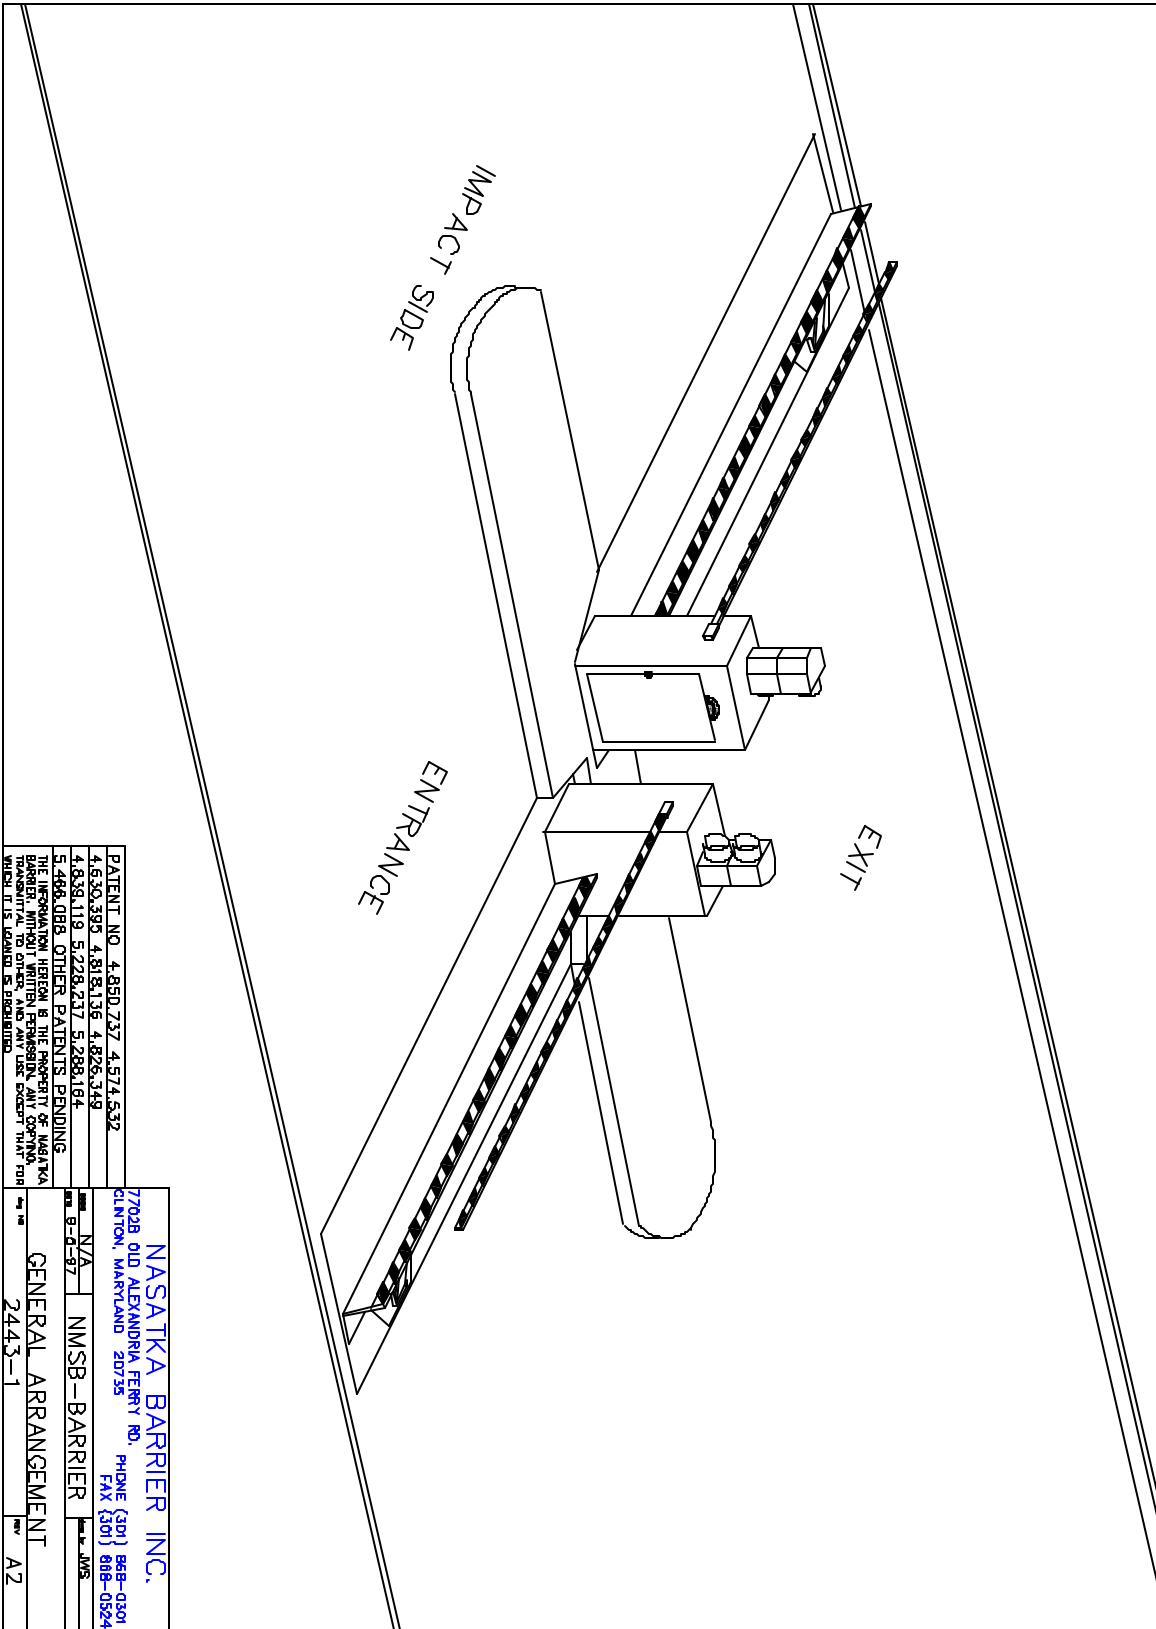 IMPACT SIDE
ENTRANCE
EXIT
PATENT NO 4,850,737 4,574,532
4,630,395 4,818,136 4,826,349
4,839,119 5,228,237 5,288,164
5,466,088 OTHER PATENTS PENDING
THE INFORMATION HEREON IS THE PROPERTY OF NASATKA
BARRIER. WITHOUT WRITTEN PERMISSION, ANY COPYING,
TRANSMITTAL TO OTHER, AND ANY USE EXCEPT THAT FOR
WHICH IT IS LOANED IS PROHIBITED
NASATKA BARRIER INC.
7702B OLD ALEXANDRIA FERRY RD.
CLINTON, MARYLAND 20735
PHONE (301) 868-0301
FAX (301) 868-0524
N/A
NMSB-BARRIER
JWS
GENERAL ARRANGEMENT
dwg NO
2443-1
REV
A2